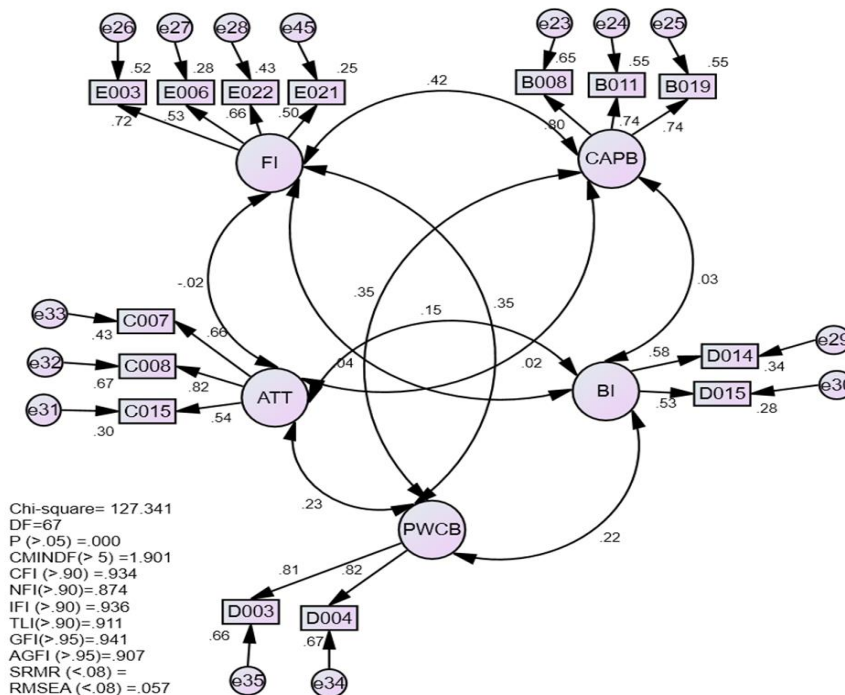 e26 e27 e28 e45 e23 e24 e25
.52 .28 .43 .25 .65 .55 .55
E003 E006 E022 E021 B008 B011 B019
.72 .53 .66 .50 .42 .80 .74 .74
FI CAPB
-.02 .35 .15 .35 .03
e33 C007 .43 .66
e32 C008 .67 .82
e31 C015 .30 .54
ATT .04 .02 BI
.58 D014 .34 e29
.53 D015 .28 e30
.23 PWCB .22
.81 .82
D003 D004
.66 .67
e35 e34
Chi-square= 127.341
DF=67
P (>.05) =.000
CMINDF(> 5) =1.901
CFI (>.90) =.934
NFI(>.90)=.874
IFI (>.90) =.936
TLI(>.90)=.911
GFI(>.95)=.941
AGFI (>.95)=.907
SRMR (<.08) =
RMSEA (<.08) =.057